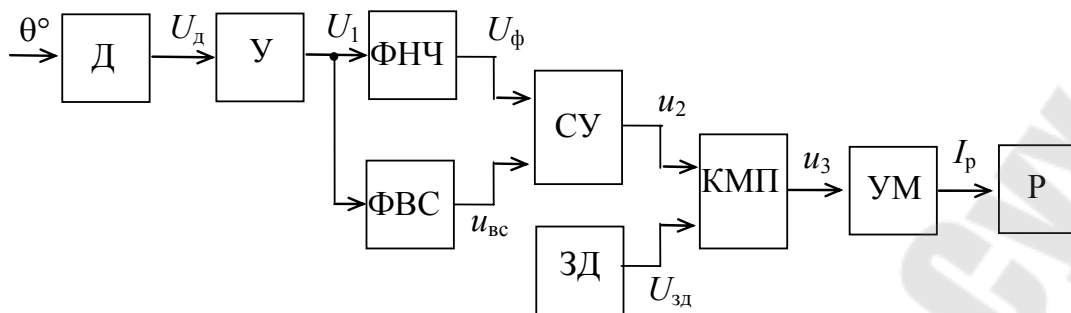 θ° Д U_д У U_1 ФНЧ U_ф
СУ u_2
ФВС u_вс
КМП u_3 УМ I_р Р
ЗД U_зд